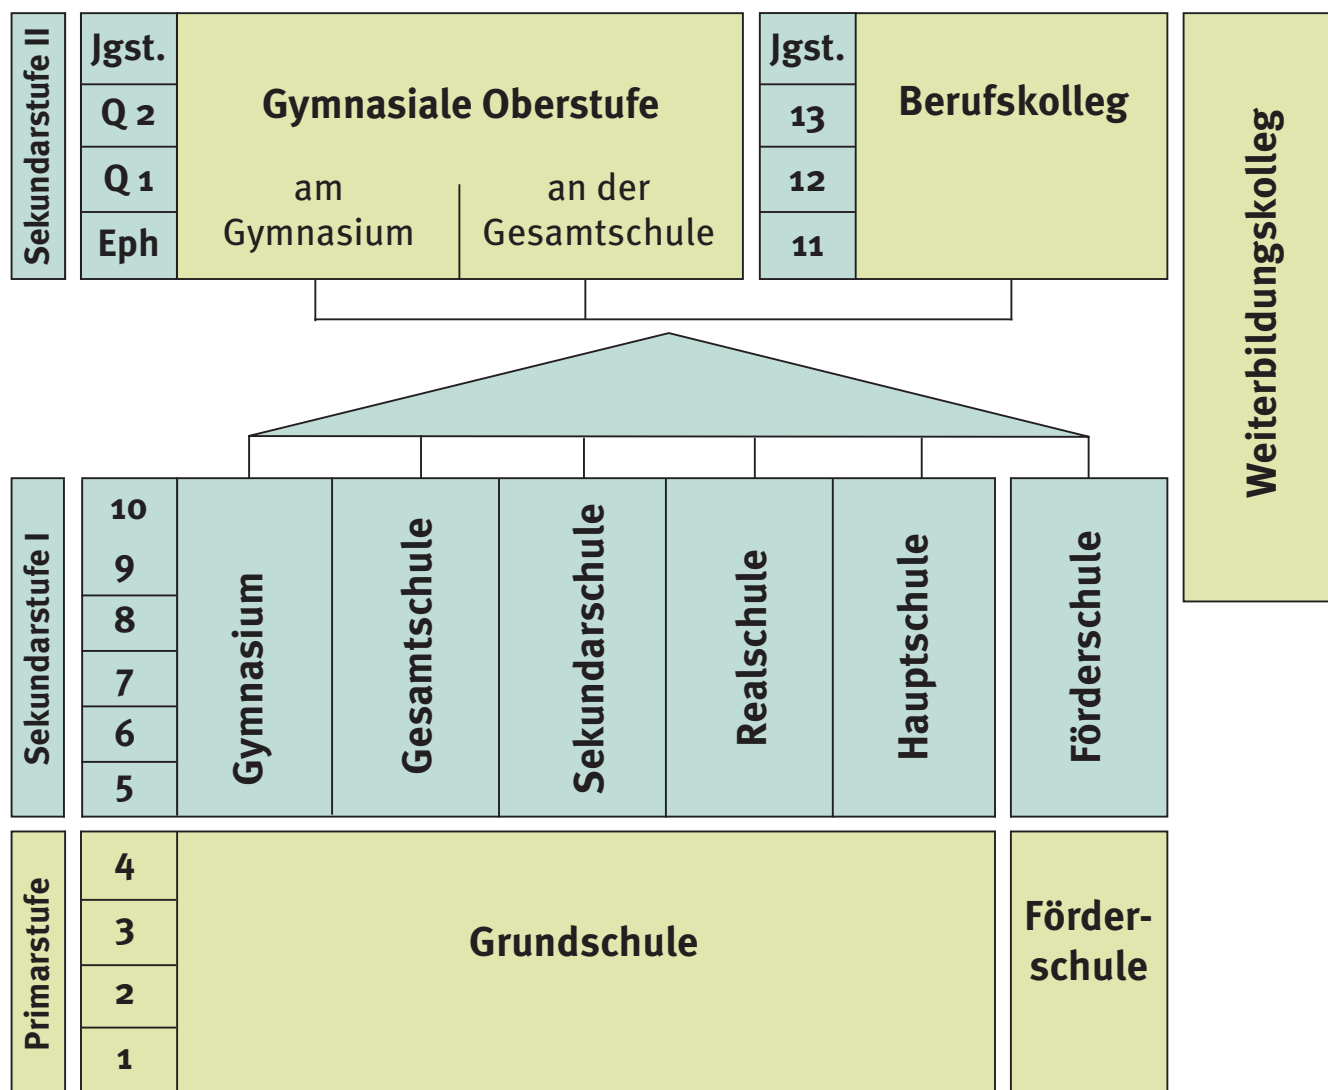 Sekundarstufe II
Jgst.
Q 2
Q 1
Eph
Gymnasiale Oberstufe
am
Gymnasium
an der
Gesamtschule
Jgst.
13
12
11
Berufskolleg
Weiterbildungskolleg
Sekundarstufe I
10
9
8
7
6
5
Gymnasium
Gesamtschule
Sekundarschule
Realschule
Hauptschule
Förderschule
Primarstufe
4
3
2
1
Grundschule
Förder-
schule